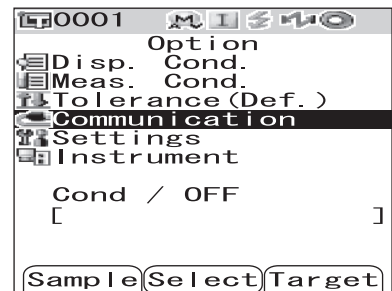 0001 M I
Option
Disp. Cond.
Meas. Cond.
Tolerance(Def.)
Communication
Settings
Instrument
Cond / OFF
[ ]
Sample Select Target